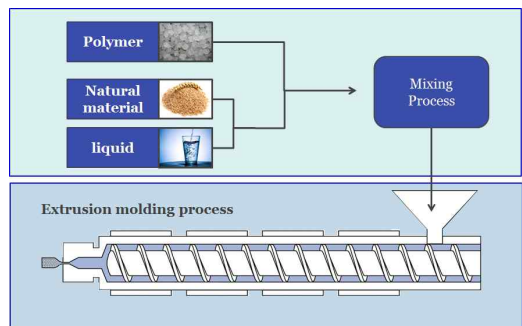 Polymer
Natural
material
liquid
Mixing
Process
Extrusion molding process